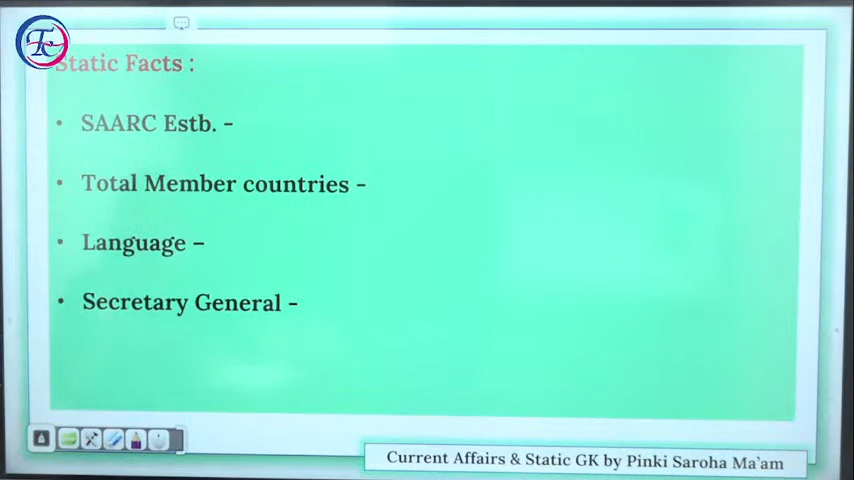 Static Facts :
• SAARC Estb. -
• Total Member countries -
• Language –
• Secretary General -
Current Affairs & Static GK by Pinki Saroha Ma'am